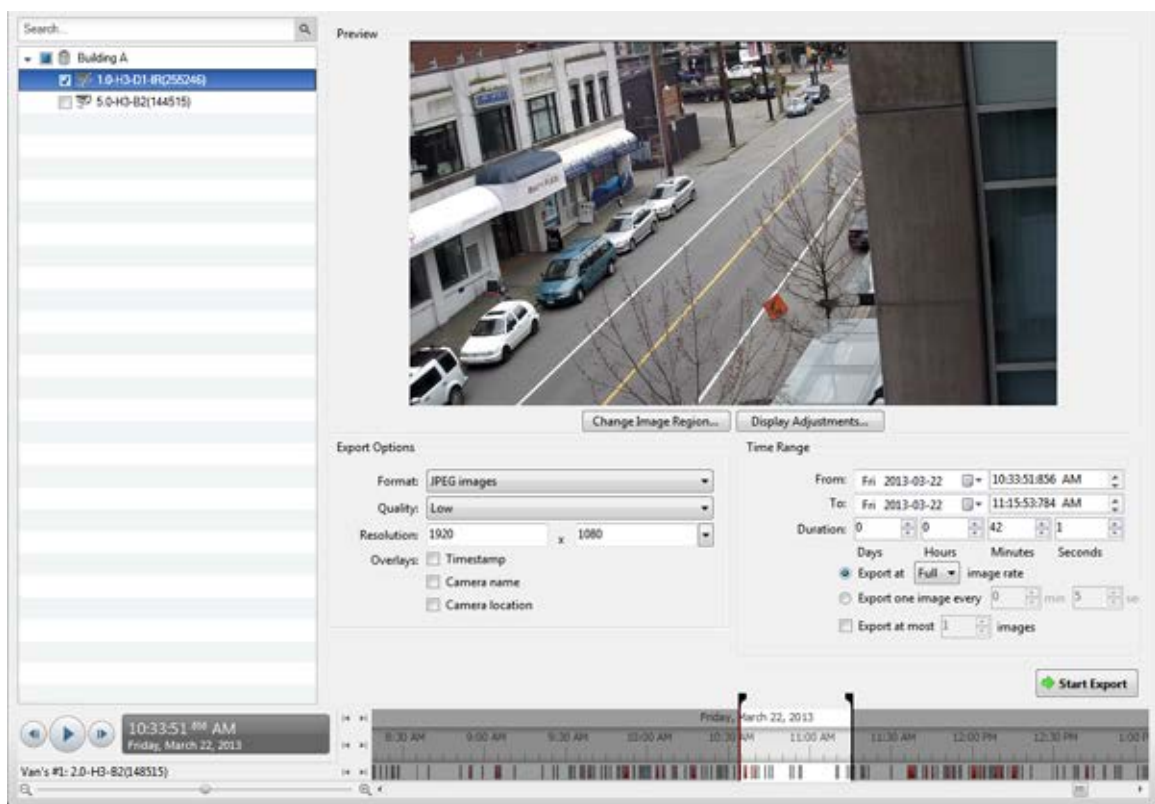 Search...
Building A
1.0-H3-D1-IR(255246)
5.0-H3-B2(144515)
Preview
Change Image Region...
Display Adjustments...
Export Options
Format: JPEG images
Quality: Low
Resolution: 1920 x 1080
Overlays: Timestamp
Camera name
Camera location
Time Range
From: Fri 2013-03-22 10:33:51:856 AM
To: Fri 2013-03-22 11:15:53:784 AM
Duration: 0 0 42 1
Days Hours Minutes Seconds
Export at Full image rate
Export one image every 0 min 5 se
Export at most 1 images
Start Export
10:33:51.856 AM
Friday, March 22, 2013
Friday, March 22, 2013
8:30 AM 9:00 AM 9:30 AM 10:00 AM 10:30 AM 11:00 AM 11:30 AM 12:00 PM 12:30 PM 1:00 P
Van's #1: 2.0-H3-B2(148515)